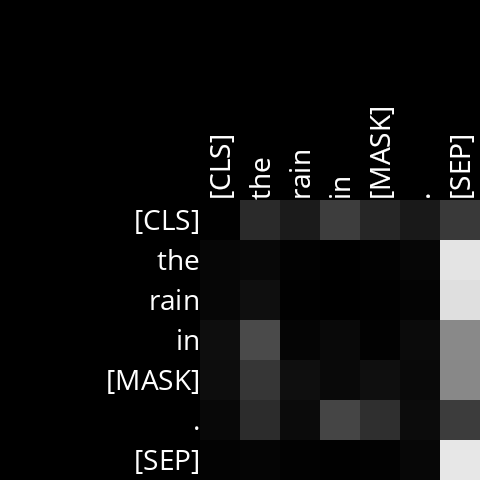 [CLS] the rain in [MASK] . [SEP]
[CLS]
the
rain
in
[MASK]
.
[SEP]